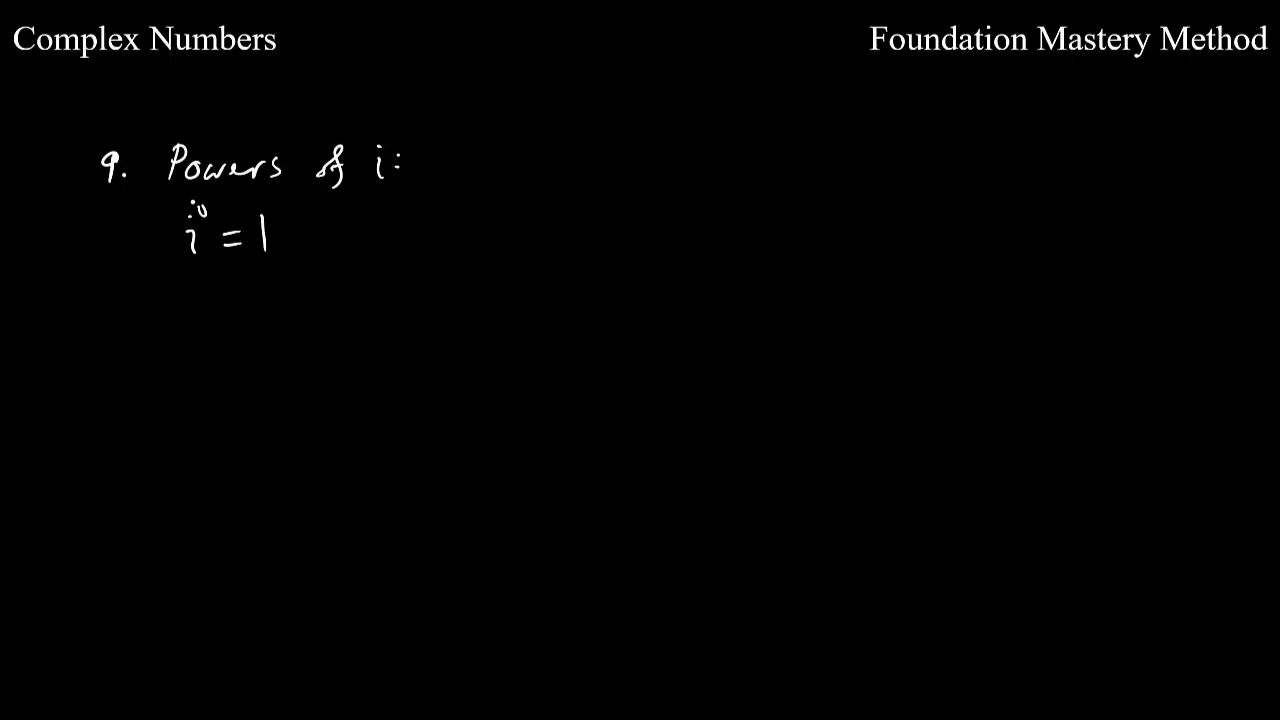 Complex Numbers Foundation Mastery Method
9. Powers of i:
i⁰ = 1